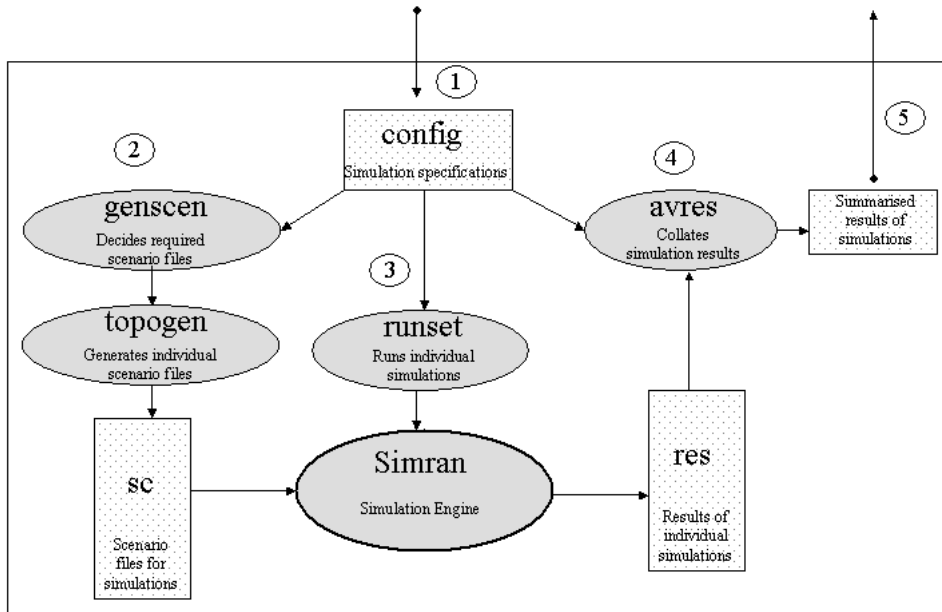 1
config
Simulation specifications
2
genscen
Decides required
scenario files
topogen
Generates individual
scenario files
sc
Scenario
files for
simulations
3
runset
Runs individual
simulations
Simran
Simulation Engine
4
avres
Collates
simulation results
res
Results of
individual
simulations
5
Summarised
results of
simulations